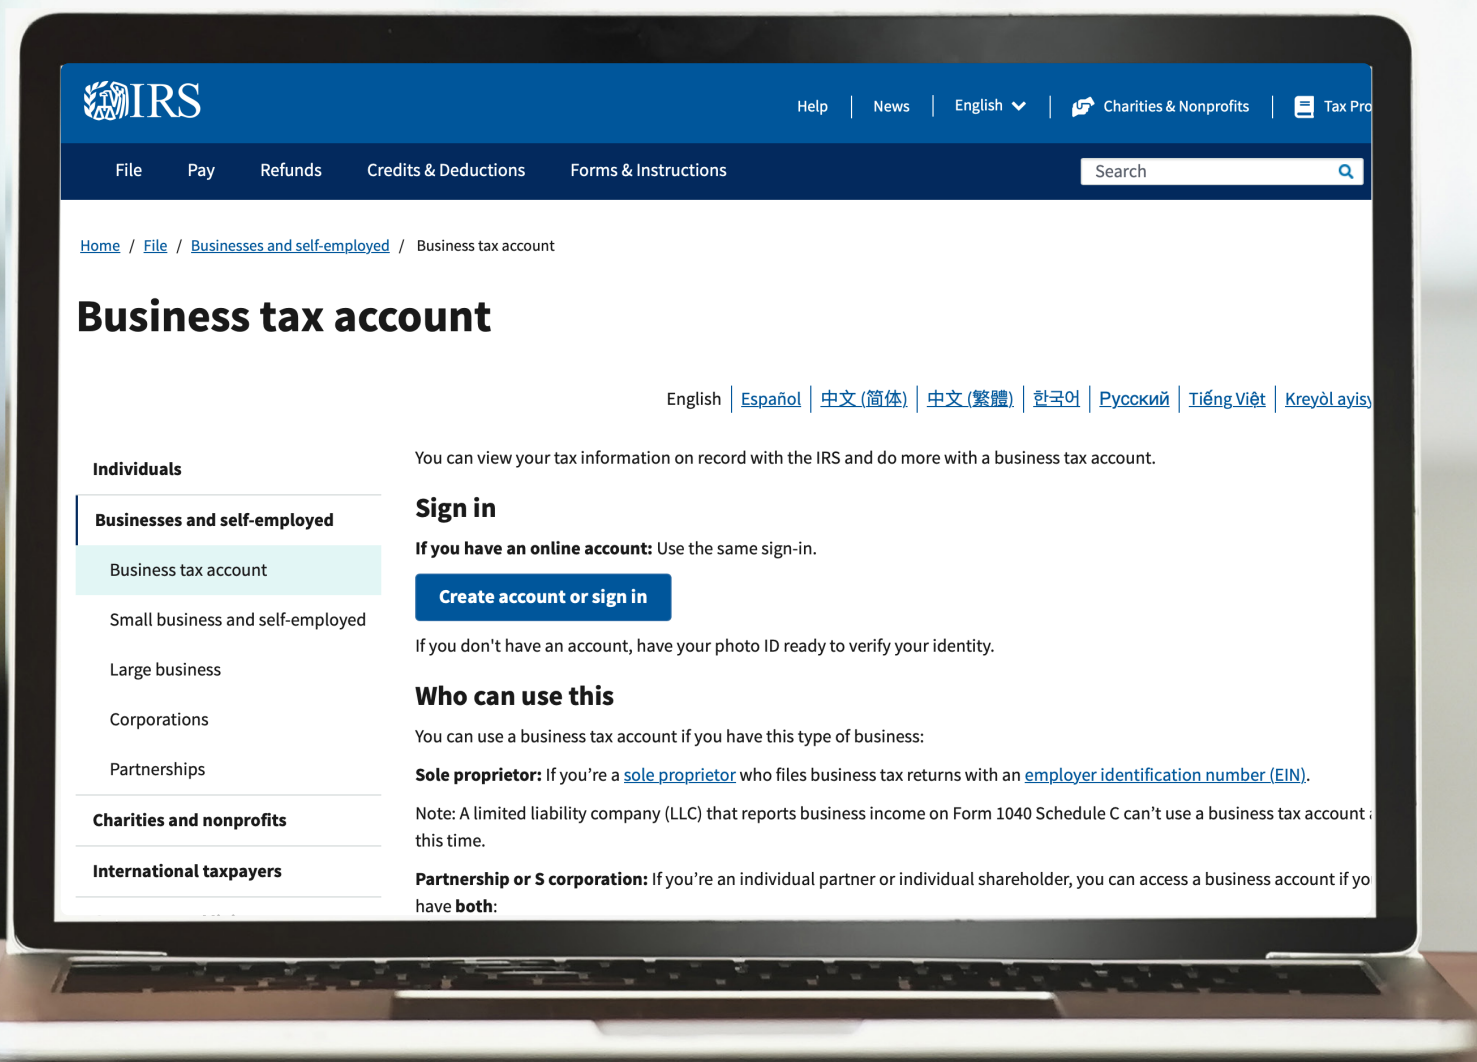 IRS
Help
News
English
Charities & Nonprofits
Tax Pro
File
Pay
Refunds
Credits & Deductions
Forms & Instructions
Search
Home / File / Businesses and self-employed / Business tax account
Business tax account
English
Español
中文 (简体)
中文 (繁體)
한국어
Русский
Tiếng Việt
Kreyòl ayisy
Individuals
Businesses and self-employed
Business tax account
Small business and self-employed
Large business
Corporations
Partnerships
Charities and nonprofits
International taxpayers
You can view your tax information on record with the IRS and do more with a business tax account.
Sign in
If you have an online account: Use the same sign-in.
Create account or sign in
If you don't have an account, have your photo ID ready to verify your identity.
Who can use this
You can use a business tax account if you have this type of business:
Sole proprietor: If you’re a sole proprietor who files business tax returns with an employer identification number (EIN).
Note: A limited liability company (LLC) that reports business income on Form 1040 Schedule C can’t use a business tax account
this time.
Partnership or S corporation: If you’re an individual partner or individual shareholder, you can access a business account if yo
have both: